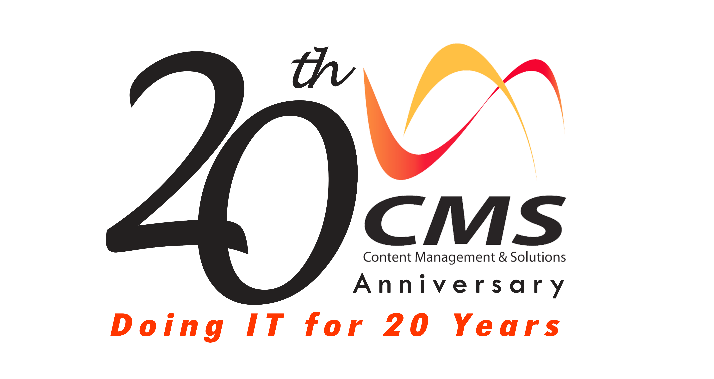 20th
CMS
Content Management & Solutions
Anniversary
Doing IT for 20 Years